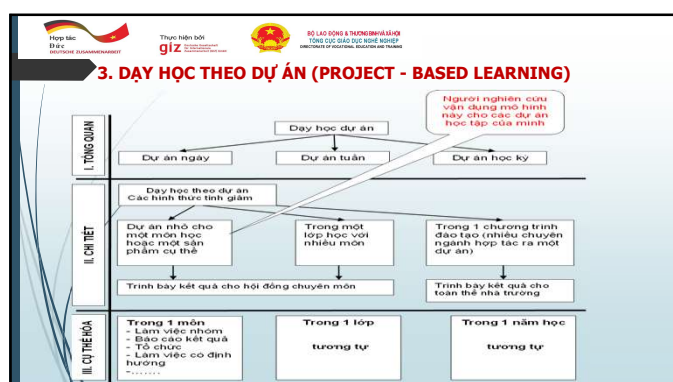 Hợp tác
Đức
DEUTSCHE ZUSAMMENARBEIT
Thực hiện bởi
giz
BỘ LAO ĐỘNG & THƯƠNG BINH VÀ XÃ HỘI
TỔNG CỤC GIÁO DỤC NGHỀ NGHIỆP
DIRECTORATE OF VOCATIONAL EDUCATION AND TRAINING
3. DẠY HỌC THEO DỰ ÁN (PROJECT - BASED LEARNING)
Người nghiên cứu
vận dụng mô hình
này cho các dự án
học tập của mình
I. TỔNG QUAN
Dạy học dự án
Dự án ngày
Dự án tuần
Dự án học kỳ
II. CHI TIẾT
Dạy học theo dự án
Các hình thức tinh giảm
Dự án nhỏ cho
một môn học
hoặc một sản
phẩm cụ thể
Trong một
lớp học với
nhiều môn
Trong 1 chương trình
đào tạo (nhiều chuyên
ngành hợp tác ra một
dự án)
Trình bày kết quả cho hội đồng chuyên môn
Trình bày kết quả cho
toàn thể nhà trường
III. CỤ THỂ HÓA
Trong 1 môn
- Làm việc nhóm
- Báo cáo kết quả
- Tổ chức
- Làm việc có định
hướng
-.......
Trong 1 lớp
tương tự
Trong 1 năm học
tương tự